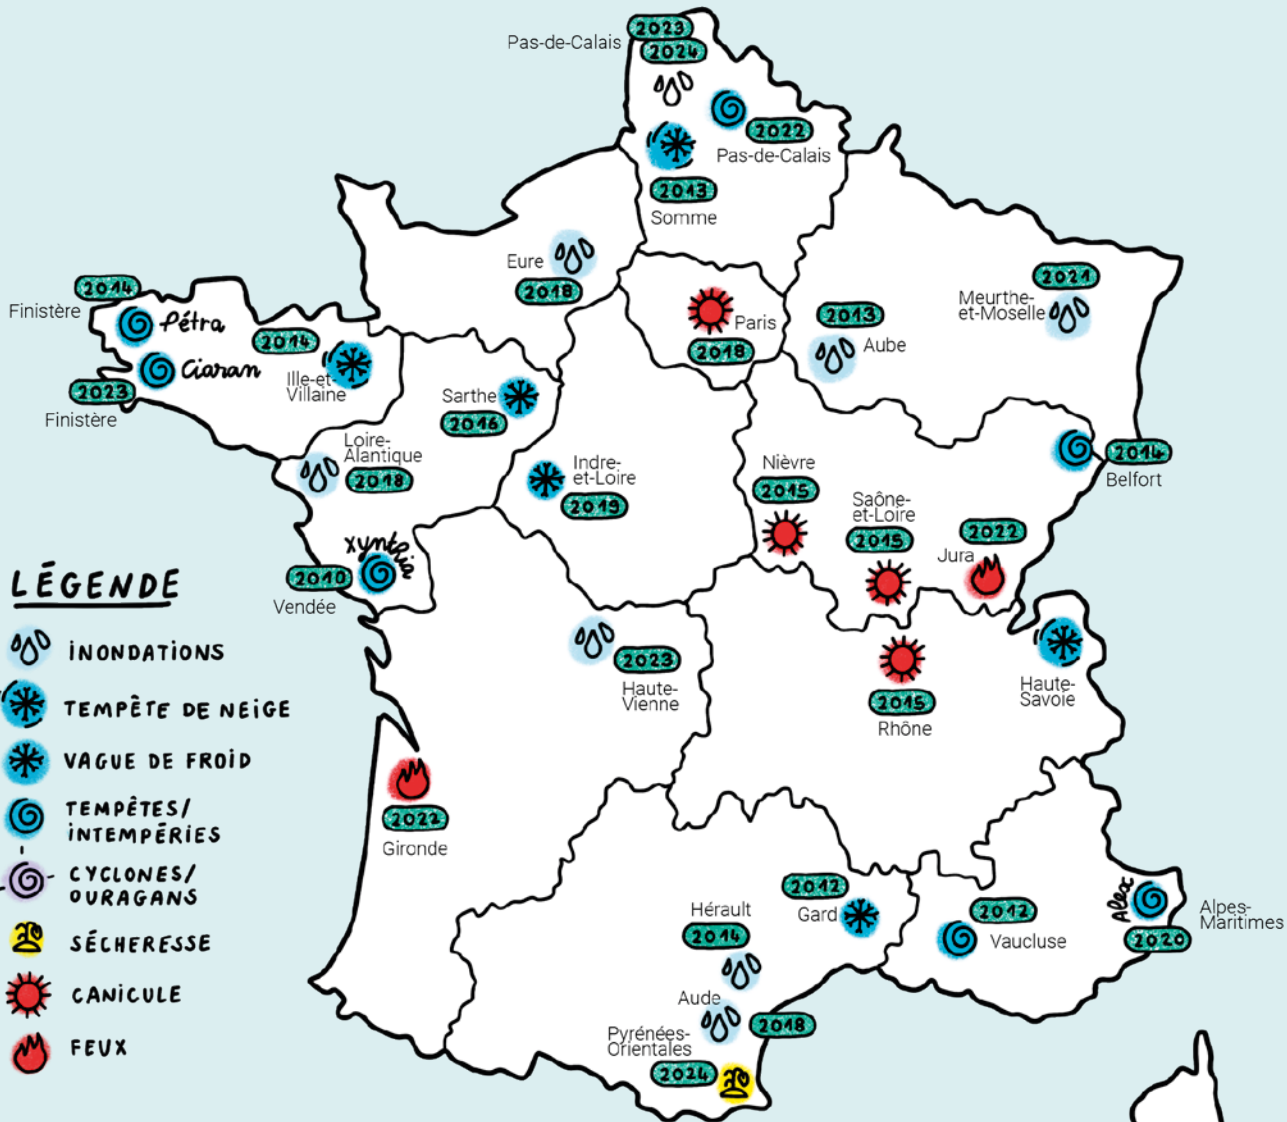 2023
Pas-de-Calais
2024
2022
Pas-de-Calais
2013
Somme
Eure
2018
2014
Finistère
Pétra
2014
Ciaran
Ille-et-
Villaine
2023
Finistère
Paris
2018
2013
Aube
2021
Meurthe-
et-Moselle
Sarthe
2016
Loire-
Alantique
2018
Indre-
et-Loire
2019
Nièvre
2015
Saône-
et-Loire
2015
2022
Jura
2014
Belfort
Xynthia
2010
Vendée
2023
Haute-
Vienne
2015
Rhône
Haute-
Savoie
2022
Gironde
2012
Gard
Hérault
2014
Aude
2018
Pyrénées-
Orientales
2024
2012
Vaucluse
Alex
2020
Alpes-
Maritimes
LÉGENDE
INONDATIONS
TEMPÊTE DE NEIGE
VAGUE DE FROID
TEMPÊTES/
INTEMPÉRIES
CYCLONES/
OURAGANS
SÉCHERESSE
CANICULE
FEUX